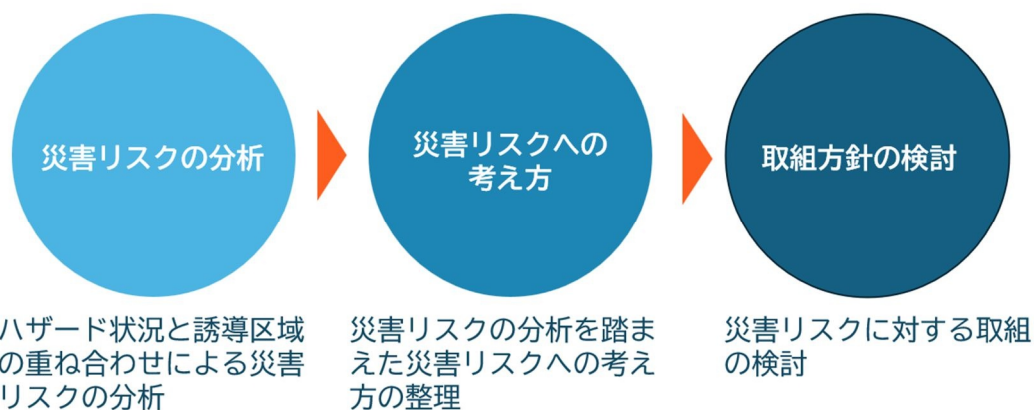 災害リスクの分析
災害リスクへの
考え方
取組方針の検討
ハザード状況と誘導区域
の重ね合わせによる災害
リスクの分析
災害リスクの分析を踏ま
えた災害リスクへの考え
方の整理
災害リスクに対する取組
の検討